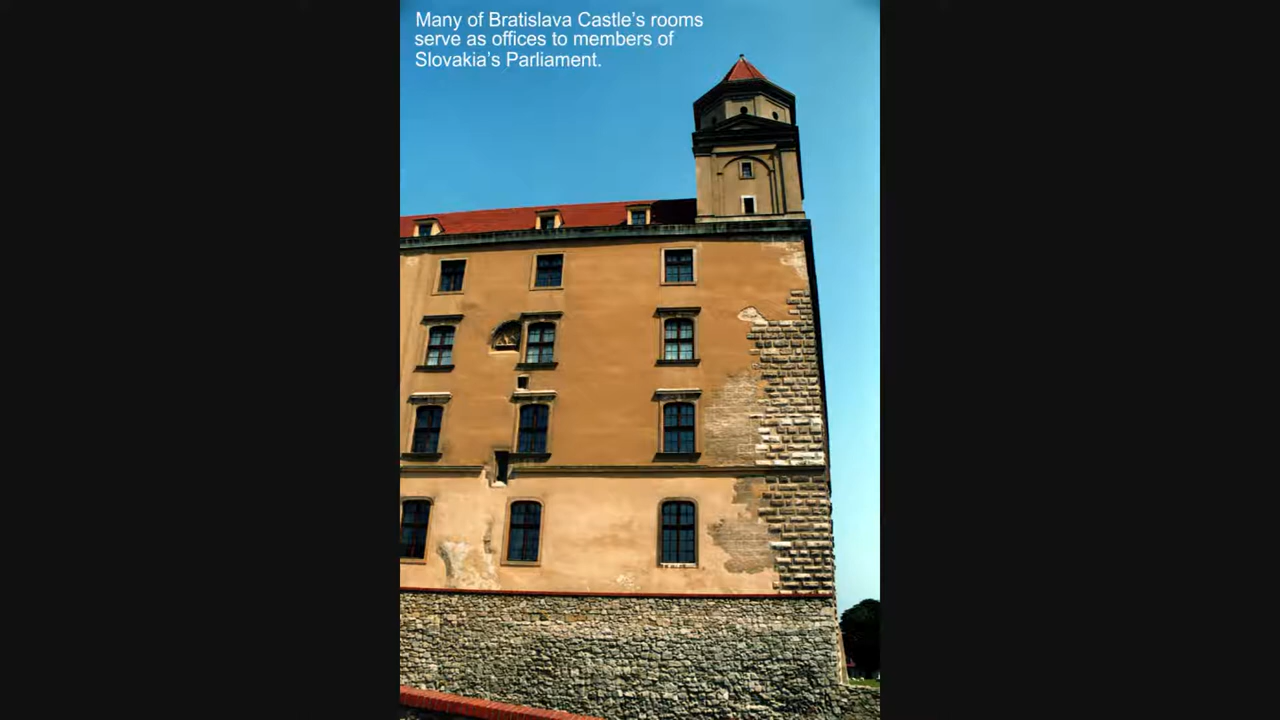 Many of Bratislava Castle's rooms
serve as offices to members of
Slovakia's Parliament.